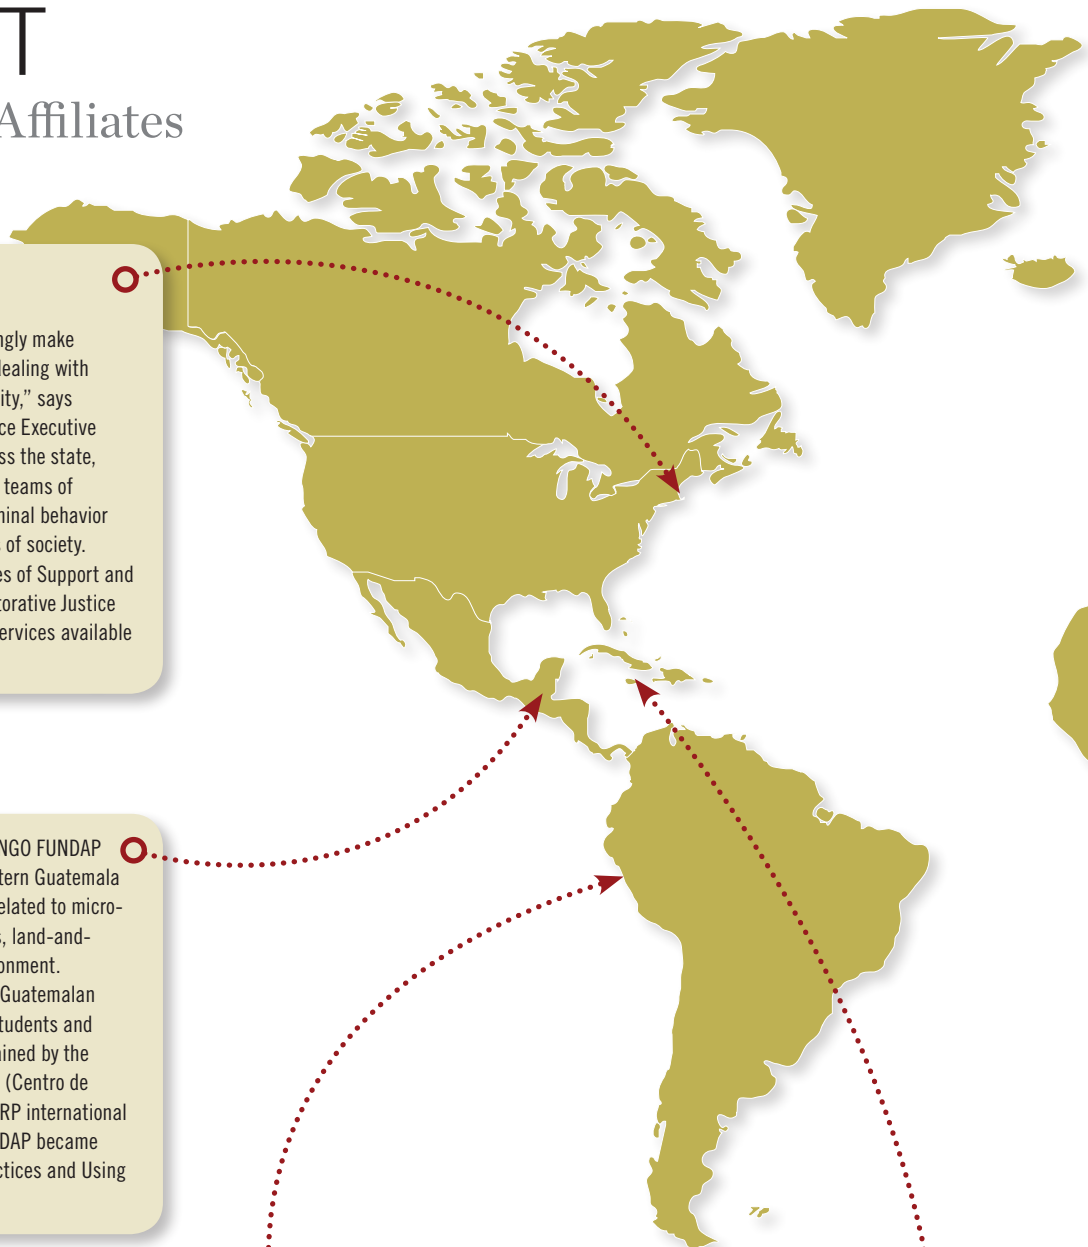 T
Affiliates
ngly make
dealing with
ity,” says
ce Executive
ss the state,
teams of
minal behavior
s of society.
es of Support and
torative Justice
ervices available
NGO FUNDAP
tern Guatemala
elated to micro-
s, land-and-
onment.
Guatemalan
tudents and
ined by the
(Centro de
RP international
DAP became
ctices and Using